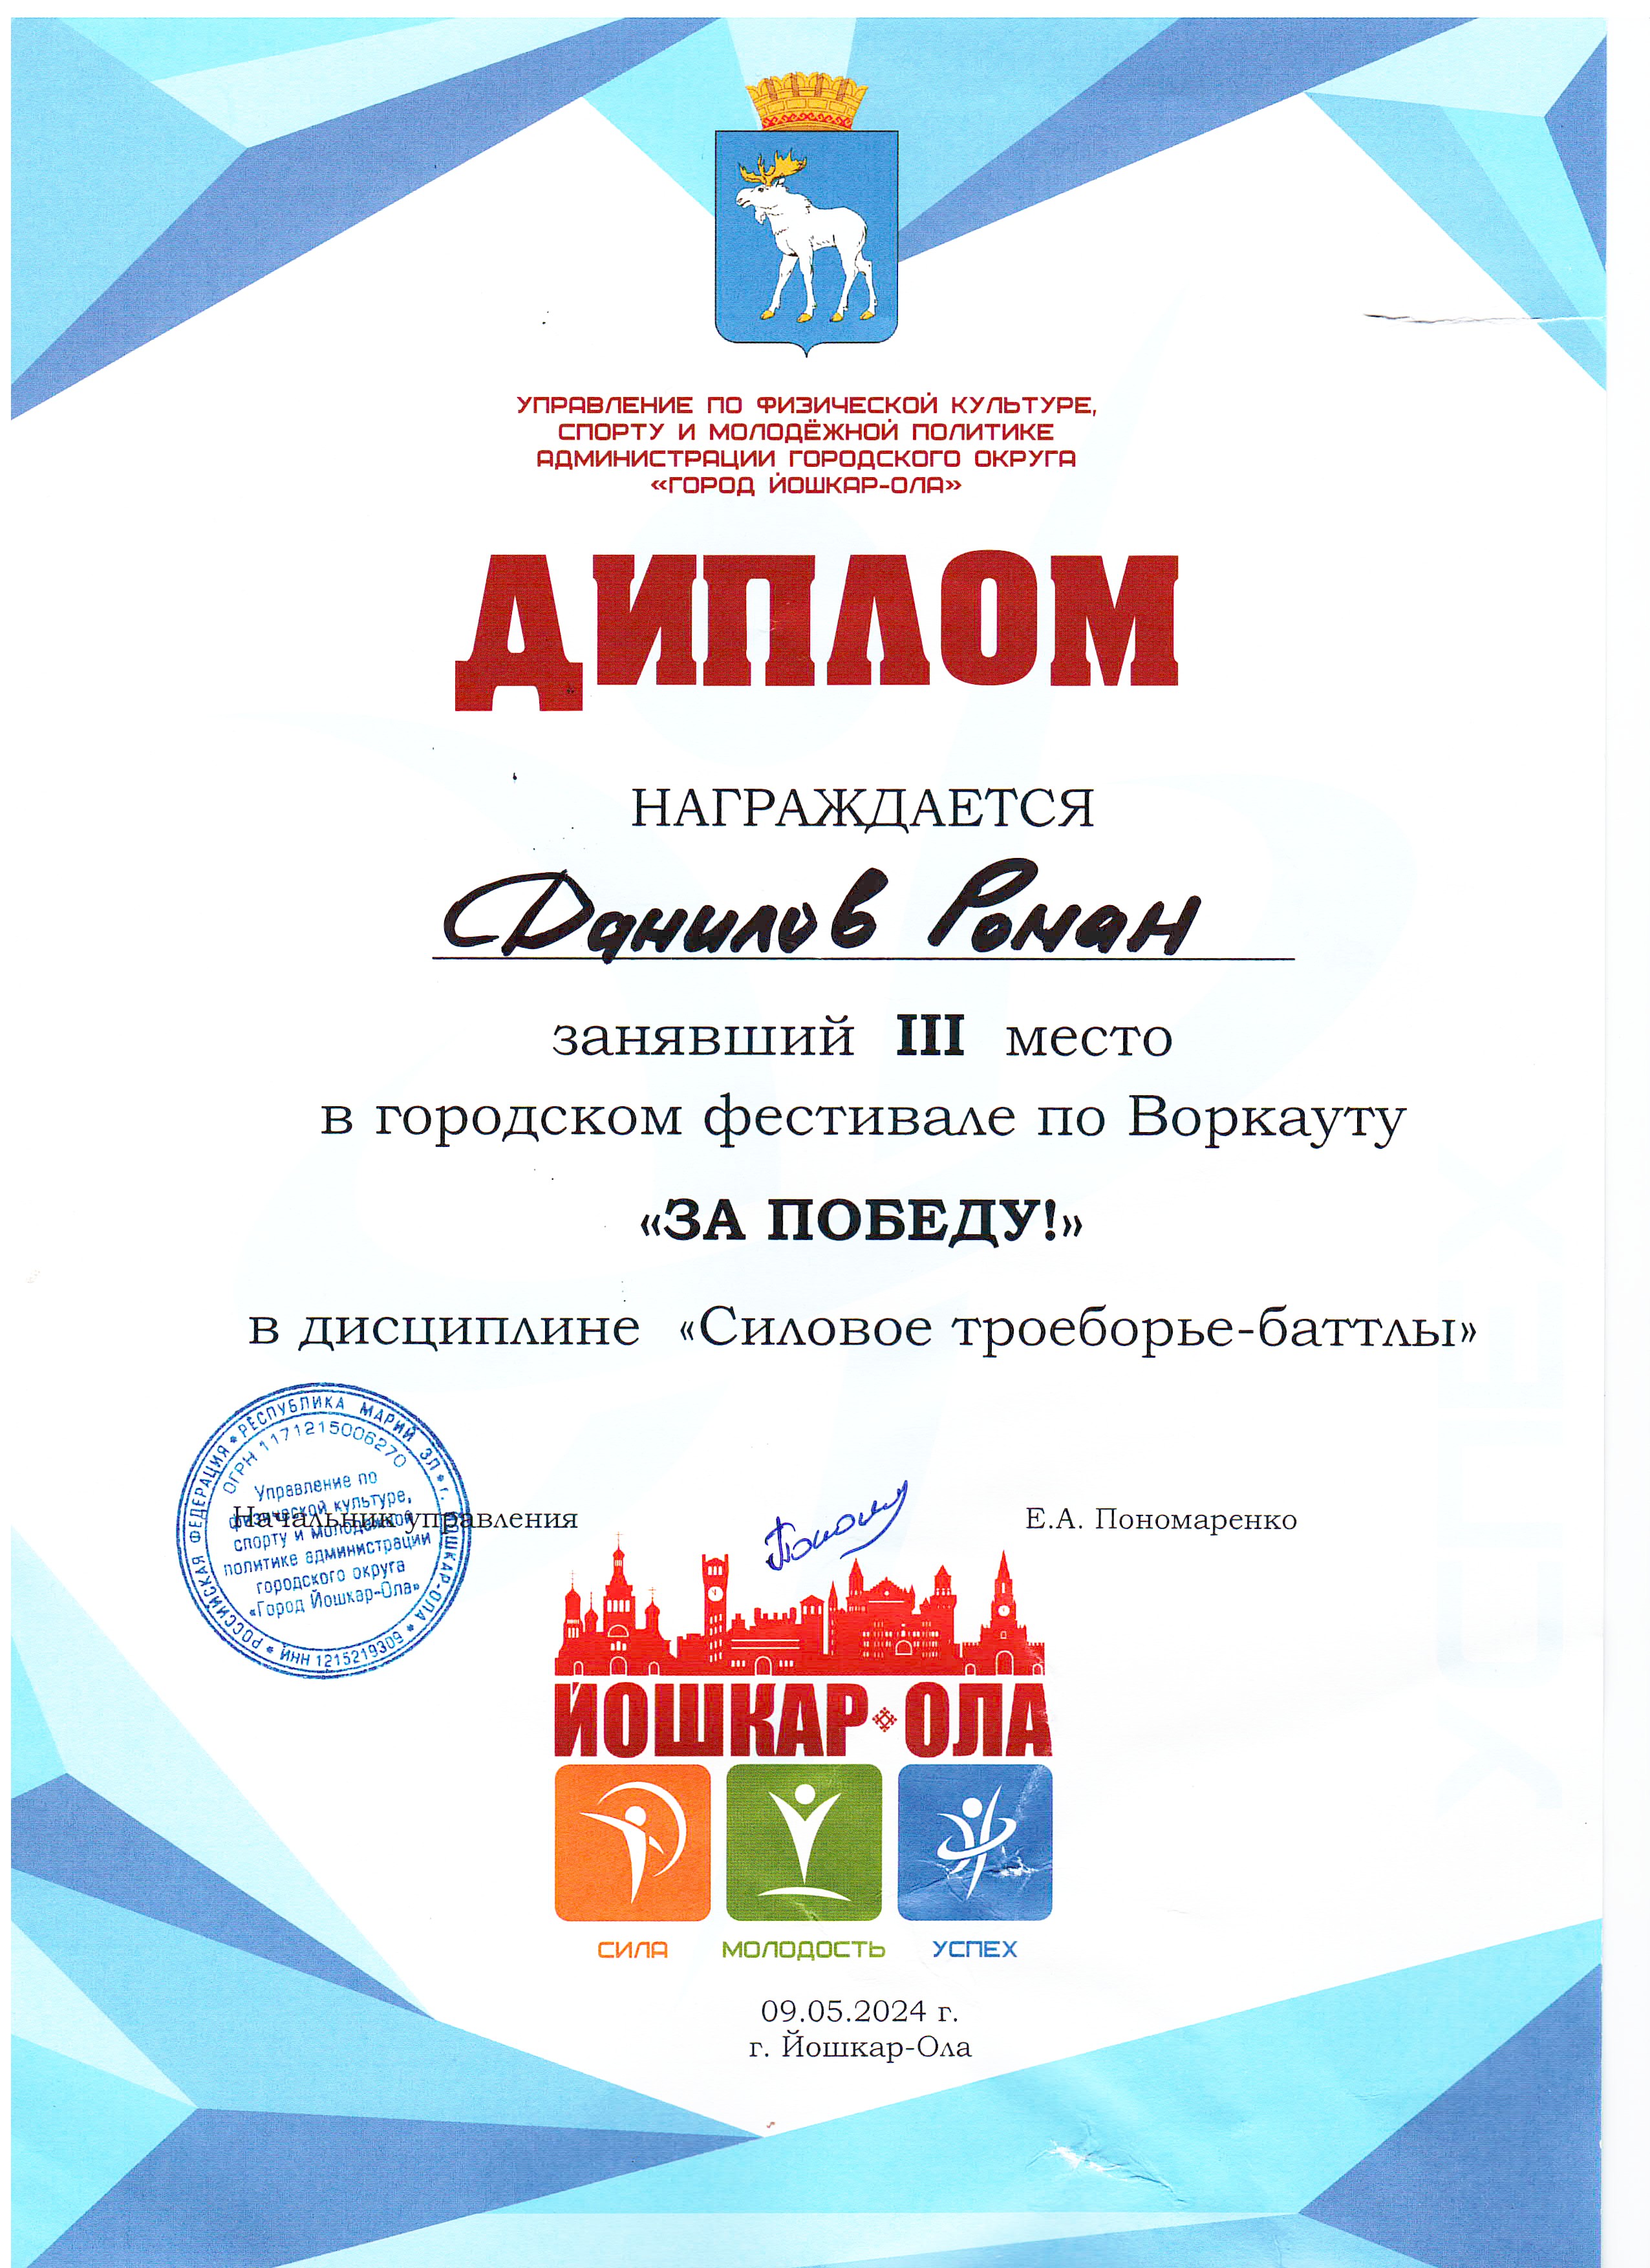 УПРАВЛЕНИЕ ПО ФИЗИЧЕСКОЙ КУЛЬТУРЕ,
СПОРТУ И МОЛОДЁЖНОЙ ПОЛИТИКЕ
АДМИНИСТРАЦИИ ГОРОДСКОГО ОКРУГА
«ГОРОД ЙОШКАР-ОЛА»
ДИПЛОМ
НАГРАЖДАЕТСЯ
Данилов Роман
занявший III место
в городском фестивале по Воркауту
«ЗА ПОБЕДУ!»
в дисциплине «Силовое троеборье-баттлы»
РОССИЙСКАЯ ФЕДЕРАЦИЯ * РЕСПУБЛИКА МАРИЙ ЭЛ * г. ЙОШКАР-ОЛА *
ОГРН 1171215006270
Управление по
физической культуре,
спорту и молодежной
политике администрации
городского округа
«Город Йошкар-Ола»
* ИНН 1215219309 *
Начальник управления Е.А. Пономаренко
ЙОШКАР-ОЛА
СИЛА МОЛОДОСТЬ УСПЕХ
09.05.2024 г.
г. Йошкар-Ола